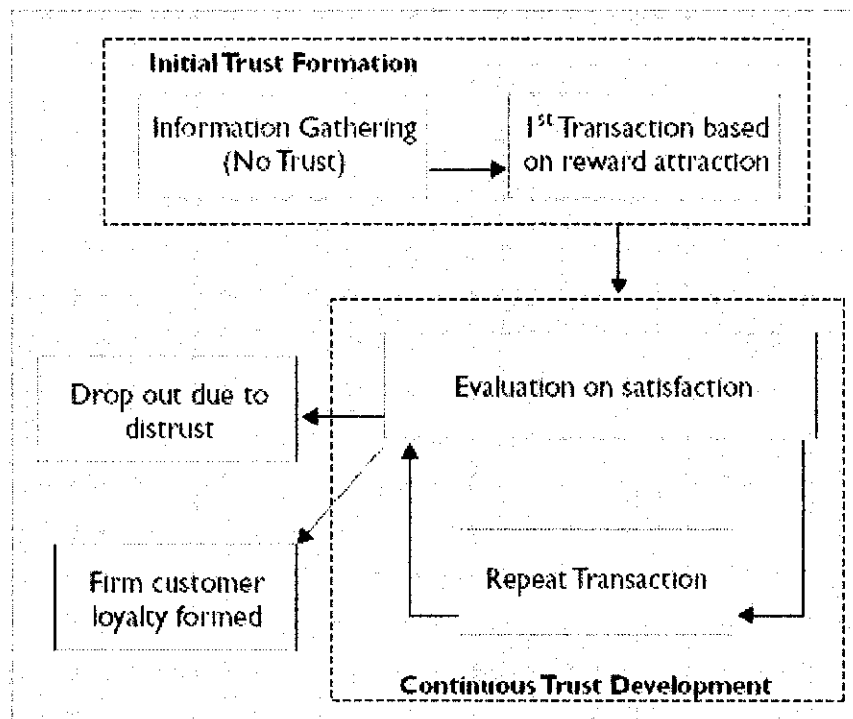 Initial Trust Formation
Information Gathering
(No Trust)
1st Transaction based
on reward attraction
Evaluation on satisfaction
Drop out due to
distrust
Repeat Transaction
Firm customer
loyalty formed
Continuous Trust Development